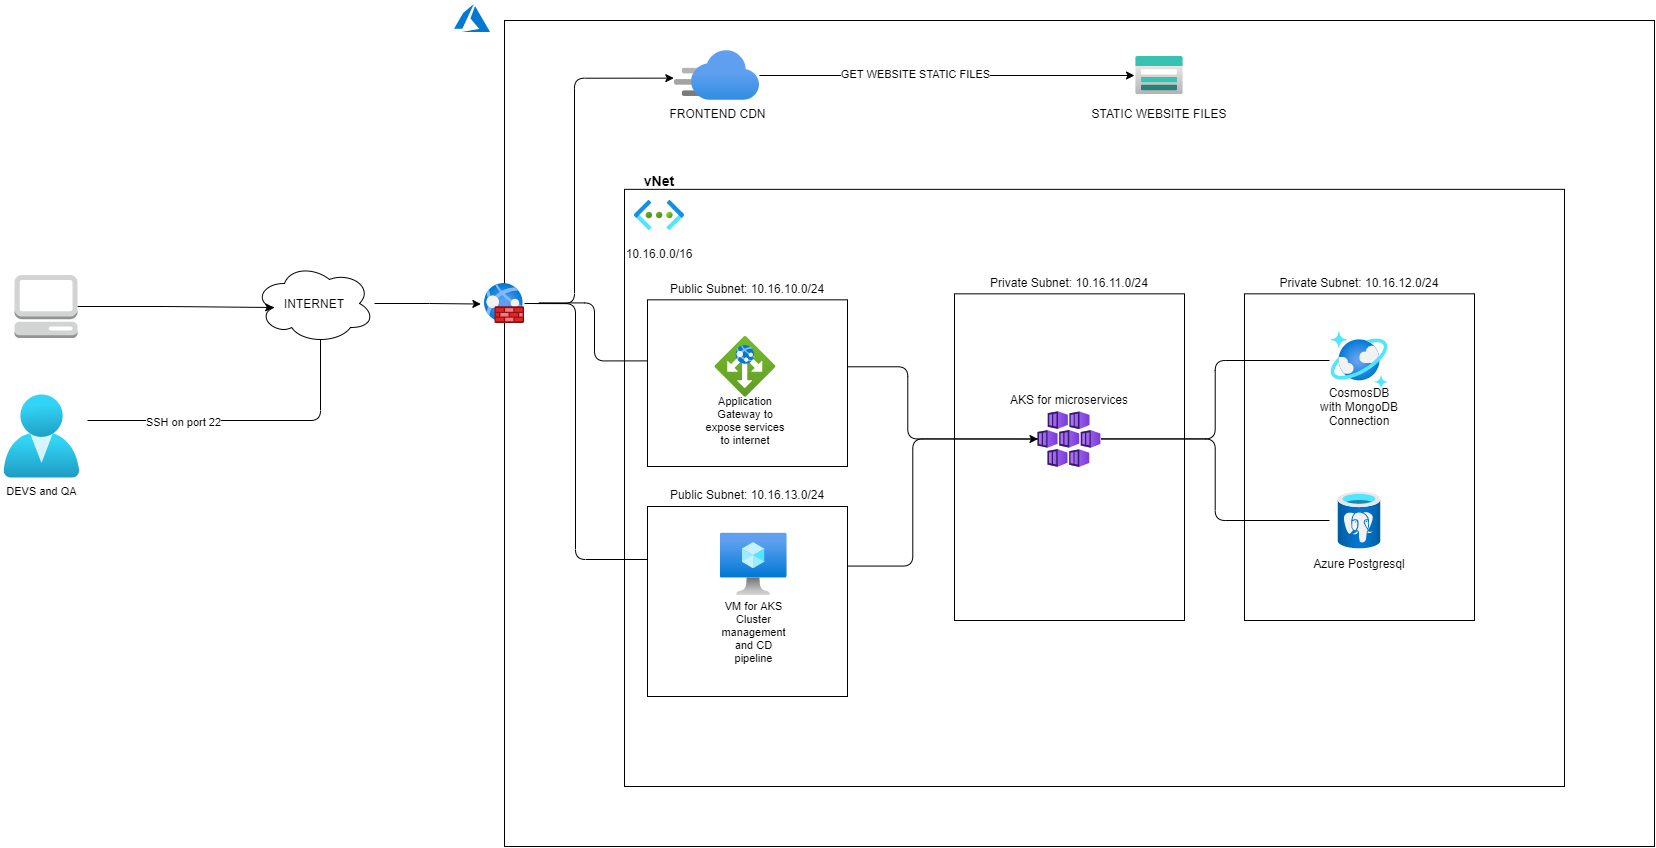 FRONTEND CDN
GET WEBSITE STATIC FILES
STATIC WEBSITE FILES
vNet
10.16.0.0/16
INTERNET
SSH on port 22
DEVS and QA
Public Subnet: 10.16.10.0/24
Application
Gateway to
expose services
to internet
Public Subnet: 10.16.13.0/24
VM for AKS
Cluster
management
and CD
pipeline
Private Subnet: 10.16.11.0/24
AKS for microservices
Private Subnet: 10.16.12.0/24
CosmosDB
with MongoDB
Connection
Azure Postgresql